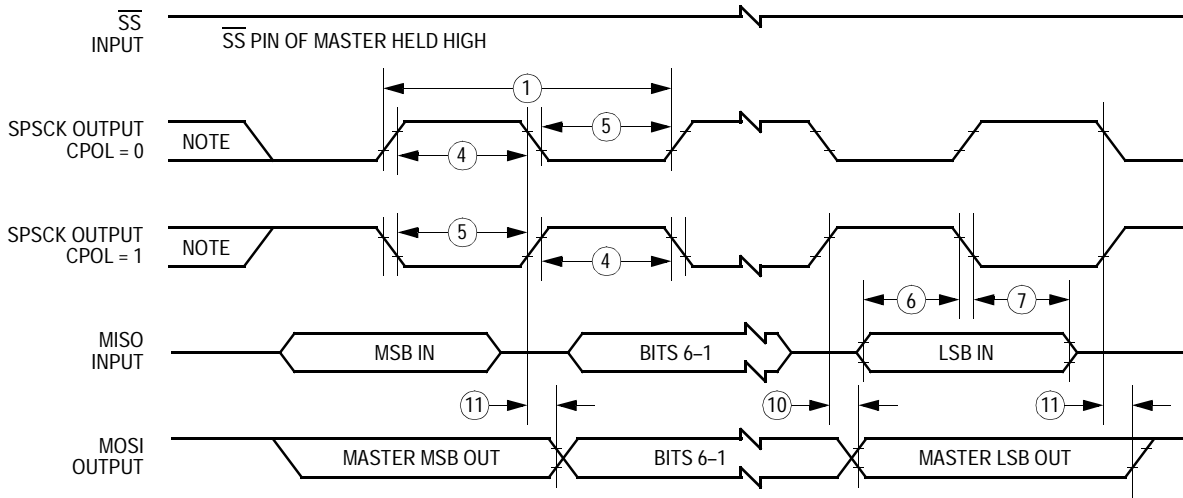 SS
INPUT
SS PIN OF MASTER HELD HIGH
1
SPSCK OUTPUT
CPOL = 0
NOTE
5
4
SPSCK OUTPUT
CPOL = 1
NOTE
5
4
6
7
MISO
INPUT
MSB IN
BITS 6–1
LSB IN
11
10
11
MOSI
OUTPUT
MASTER MSB OUT
BITS 6–1
MASTER LSB OUT